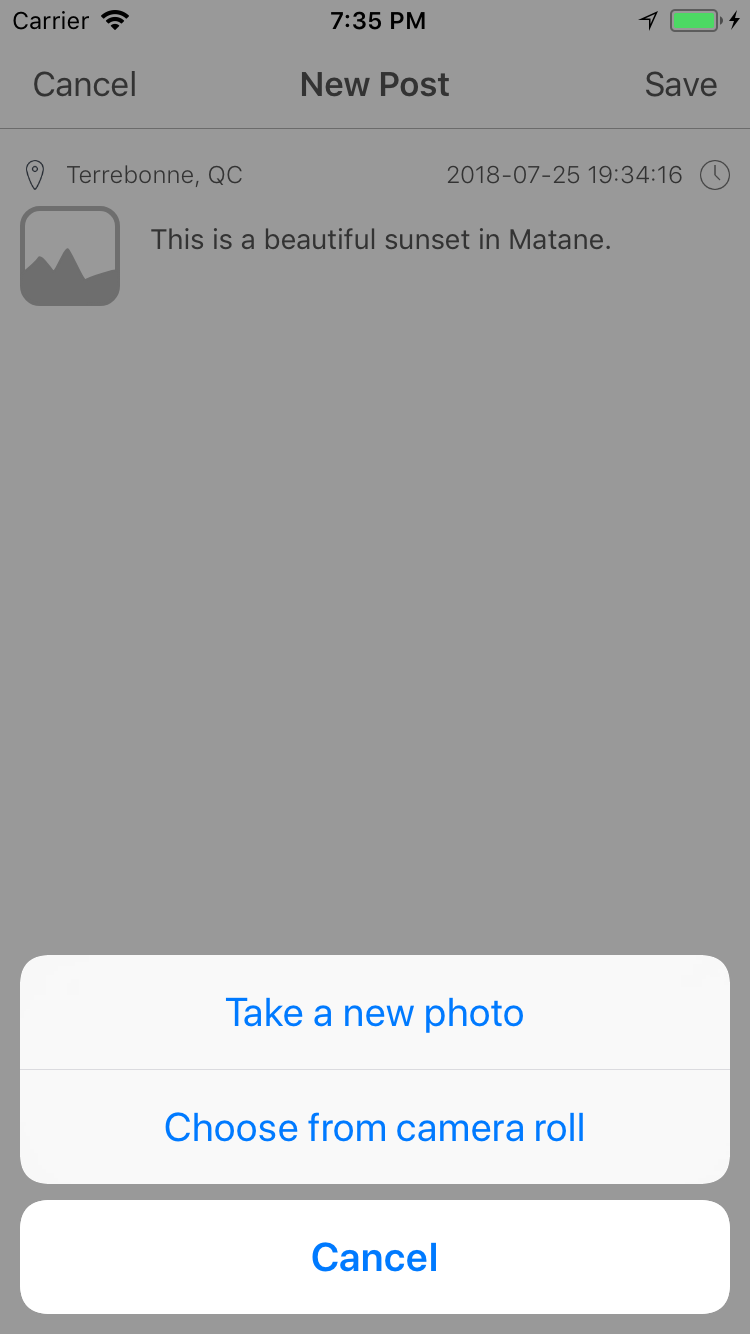 Carrier 7:35 PM
Cancel New Post Save
Terrebonne, QC 2018-07-25 19:34:16
This is a beautiful sunset in Matane.
Take a new photo
Choose from camera roll
Cancel